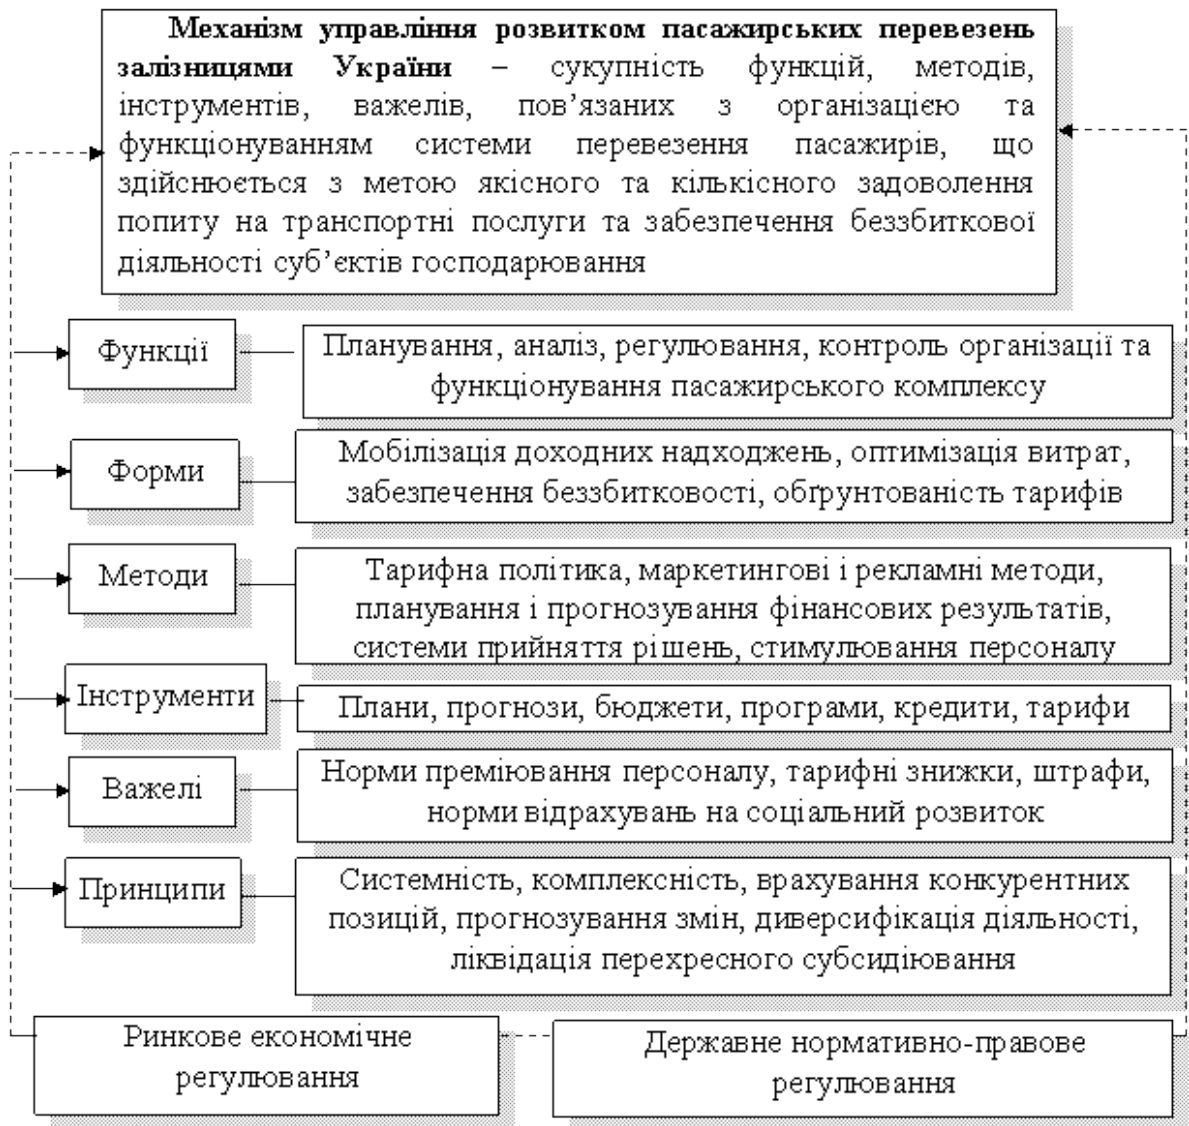 Механізм управління розвитком пасажирських перевезень
залізницями України – сукупність функцій, методів,
інструментів, важелів, пов’язаних з організацією та
функціонуванням системи перевезення пасажирів, що
здійснюється з метою якісного та кількісного задоволення
попиту на транспортні послуги та забезпечення беззбиткової
діяльності суб’єктів господарювання
Функції
Планування, аналіз, регулювання, контроль організації та
функціонування пасажирського комплексу
Форми
Мобілізація доходних надходжень, оптимізація витрат,
забезпечення беззбитковості, обґрунтованість тарифів
Методи
Тарифна політика, маркетингові і рекламні методи,
планування і прогнозування фінансових результатів,
системи прийняття рішень, стимулювання персоналу
Інструменти
Плани, прогнози, бюджети, програми, кредити, тарифи
Важелі
Норми преміювання персоналу, тарифні знижки, штрафи,
норми відрахувань на соціальний розвиток
Принципи
Системність, комплексність, врахування конкурентних
позицій, прогнозування змін, диверсифікація діяльності,
ліквідація перехресного субсидіювання
Ринкове економічне
регулювання
Державне нормативно-правове
регулювання